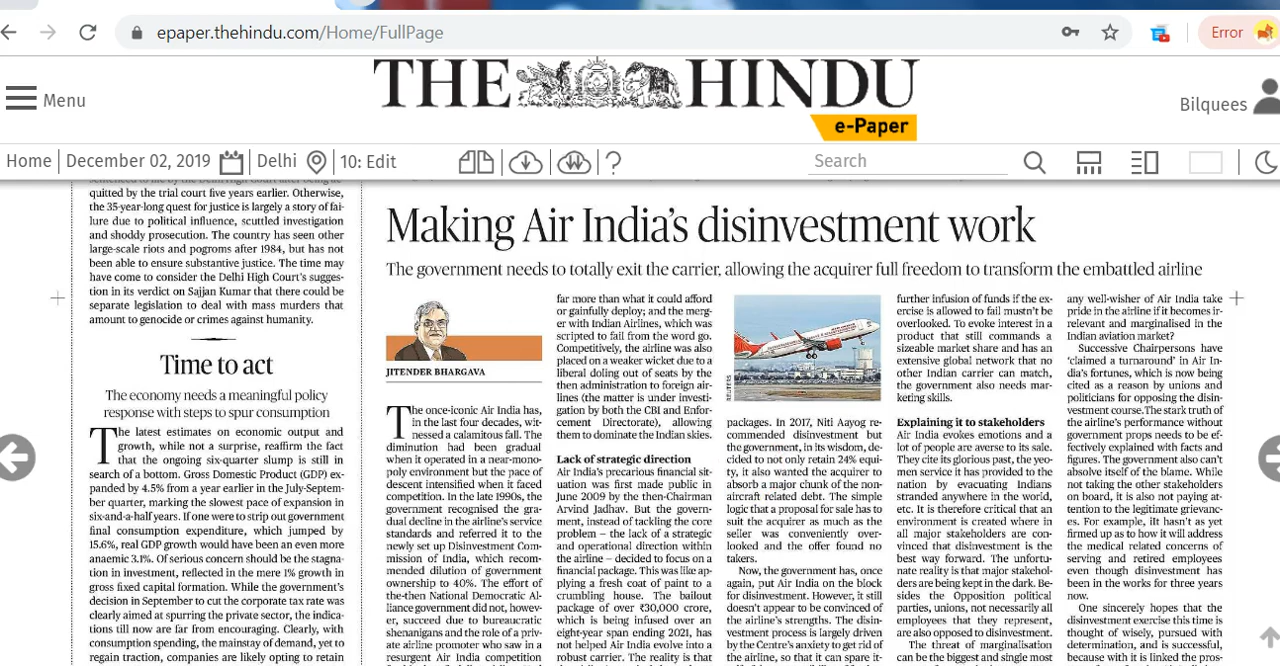 epaper.thehindu.com/Home/FullPage
Error
Menu
THE HINDU
e-Paper
Bilquees
Home
December 02, 2019
Delhi
10: Edit
?
Search
quitted by the trial court five years earlier. Otherwise,
the 35-year-long quest for justice is largely a story of fai-
lure due to political influence, scuttled investigation
and shoddy prosecution. The country has seen other
large-scale riots and pogroms after 1984, but has not
been able to ensure substantive justice. The time may
have come to consider the Delhi High Court's sugges-
tion in its verdict on Sajjan Kumar that there could be
separate legislation to deal with mass murders that
amount to genocide or crimes against humanity.
Time to act
The economy needs a meaningful policy
response with steps to spur consumption
The latest estimates on economic output and
growth, while not a surprise, reaffirm the fact
that the ongoing six-quarter slump is still in
search of a bottom. Gross Domestic Product (GDP) ex-
panded by 4.5% from a year earlier in the July-Septem-
ber quarter, marking the slowest pace of expansion in
six-and-a-half years. If one were to strip out government
final consumption expenditure, which jumped by
15.6%, real GDP growth would have been an even more
anaemic 3.1%. Of serious concern should be the stagna-
tion in investment, reflected in the mere 1% growth in
gross fixed capital formation. While the government's
decision in September to cut the corporate tax rate was
clearly aimed at spurring the private sector, the indica-
tions till now are far from encouraging. Clearly, with
consumption spending, the mainstay of demand, yet to
regain traction, companies are likely opting to retain
Making Air India's disinvestment work
The government needs to totally exit the carrier, allowing the acquirer full freedom to transform the embattled airline
JITENDER BHARGAVA
The once-iconic Air India has,
in the last four decades, wit-
nessed a calamitous fall. The
diminution had been gradual
when it operated in a near-mono-
poly environment but the pace of
descent intensified when it faced
competition. In the late 1990s, the
government recognised the gra-
dual decline in the airline's service
standards and referred it to the
newly set up Disinvestment Com-
mission of India, which recom-
mended dilution of government
ownership to 40%. The effort of
the-then National Democratic Al-
liance government did not, howev-
er, succeed due to bureaucratic
shenanigans and the role of a priv-
ate airline promoter who saw in a
resurgent Air India competition
far more than what it could afford
or gainfully deploy; and the merg-
er with Indian Airlines, which was
scripted to fail from the word go.
Competitively, the airline was also
placed on a weaker wicket due to a
liberal doling out of seats by the
then administration to foreign air-
lines (the matter is under investi-
gation by both the CBI and Enfor-
cement Directorate), allowing
them to dominate the Indian skies.
Lack of strategic direction
Air India's precarious financial sit-
uation was first made public in
June 2009 by the then-Chairman
Arvind Jadhav. But the govern-
ment, instead of tackling the core
problem – the lack of a strategic
and operational direction within
the airline – decided to focus on a
financial package. This was like ap-
plying a fresh coat of paint to a
crumbling house. The bailout
package of over ₹30,000 crore,
which is being infused over an
eight-year span ending 2021, has
not helped Air India evolve into a
robust carrier. The reality is that
REUTERS
packages. In 2017, Niti Aayog re-
commended disinvestment but
the government, in its wisdom, de-
cided to not only retain 24% equi-
ty, it also wanted the acquirer to
absorb a major chunk of the non-
aircraft related debt. The simple
logic that a proposal for sale has to
suit the acquirer as much as the
seller was conveniently over-
looked and the offer found no
takers.
Now, the government has, once
again, put Air India on the block
for disinvestment. However, it still
doesn't appear to be convinced of
the airline's strengths. The disin-
vestment process is largely driven
by the Centre's anxiety to get rid of
the airline, so that it can spare it-
further infusion of funds if the ex-
ercise is allowed to fail mustn't be
overlooked. To evoke interest in a
product that still commands a
sizeable market share and has an
extensive global network that no
other Indian carrier can match,
the government also needs mar-
keting skills.
Explaining it to stakeholders
Air India evokes emotions and a
lot of people are averse to its sale.
They cite its glorious past, the yeo-
men service it has provided to the
nation by evacuating Indians
stranded anywhere in the world,
etc. It is therefore critical that an
environment is created where in
all major stakeholders are con-
vinced that disinvestment is the
best way forward. The unfortu-
nate reality is that major stakehol-
ders are being kept in the dark. Be-
sides the Opposition political
parties, unions, not necessarily all
employees that they represent,
are also opposed to disinvestment.
The threat of marginalisation
can be the biggest and single most
any well-wisher of Air India take
pride in the airline if it becomes ir-
relevant and marginalised in the
Indian aviation market?
Successive Chairpersons have
'claimed a turnaround' in Air In-
dia's fortunes, which is now being
cited as a reason by unions and
politicians for opposing the disin-
vestment course.The stark truth of
the airline's performance without
government props needs to be ef-
fectively explained with facts and
figures. The government also can't
absolve itself of the blame. While
not taking the other stakeholders
on board, it is also not paying at-
tention to the legitimate grievanc-
es. For example, iIt hasn't as yet
firmed up as to how it will address
the medical related concerns of
serving and retired employees
even though disinvestment has
been in the works for three years
now.
One sincerely hopes that the
disinvestment exercise this time is
thought of wisely, pursued with
determination, and is successful,
because with it is linked the pros-